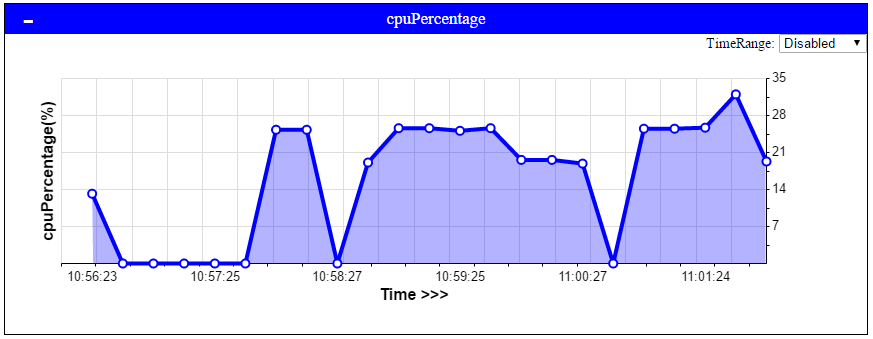 cpuPercentage
TimeRange: Disabled
cpuPercentage(%)
35
28
21
14
7
10:56:23 10:57:25 10:58:27 10:59:25 11:00:27 11:01:24
Time >>>